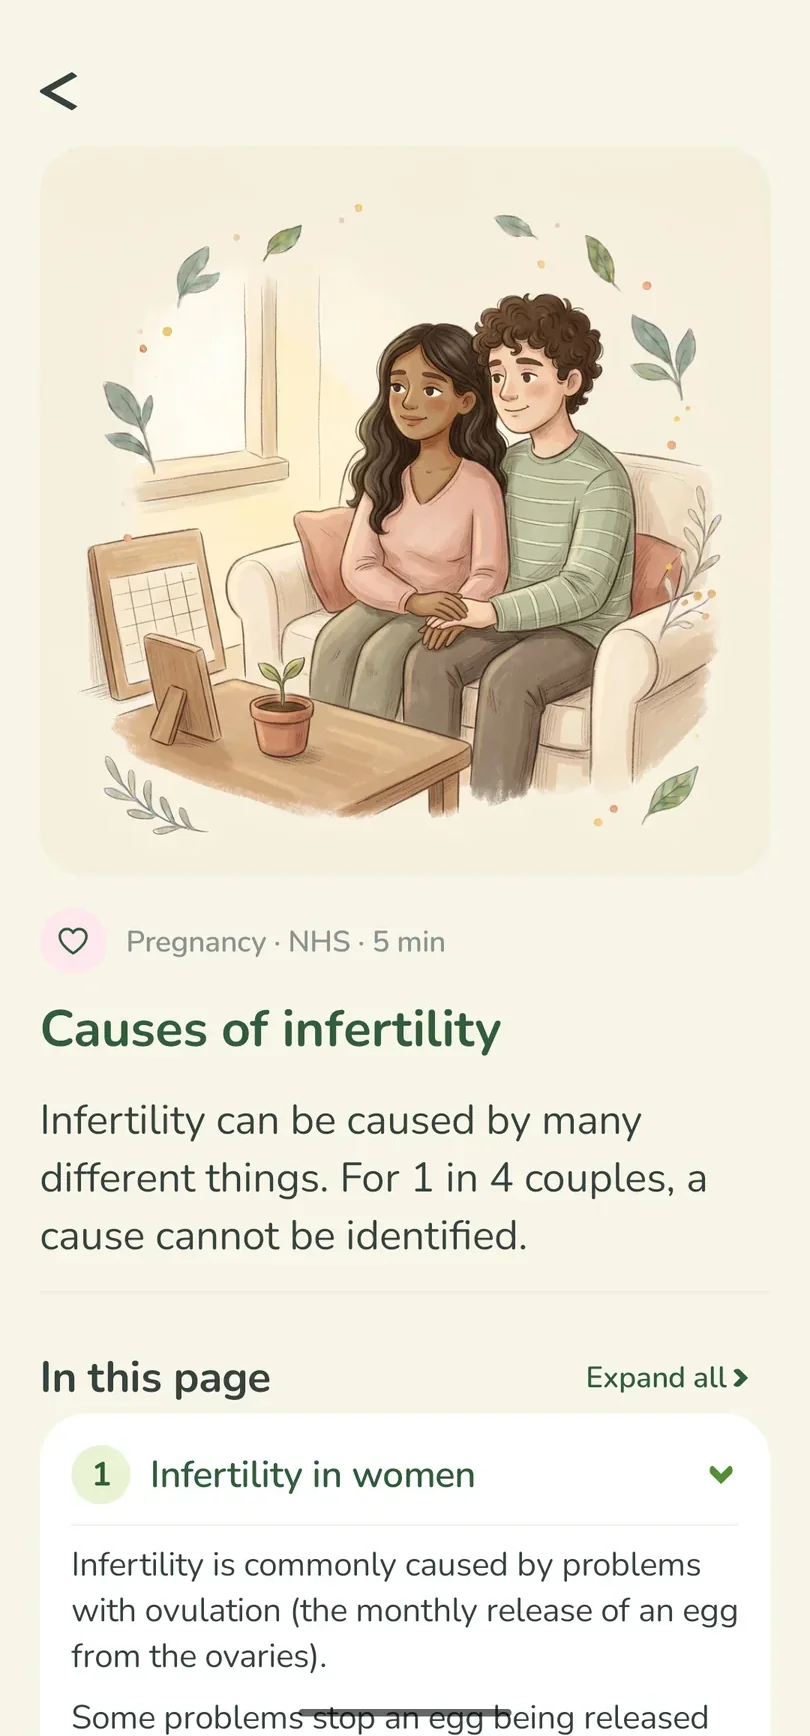 Pregnancy · NHS · 5 min
Causes of infertility
Infertility can be caused by many
different things. For 1 in 4 couples, a
cause cannot be identified.
In this page
Expand all
1 Infertility in women
Infertility is commonly caused by problems
with ovulation (the monthly release of an egg
from the ovaries).
Some problems stop an egg being released